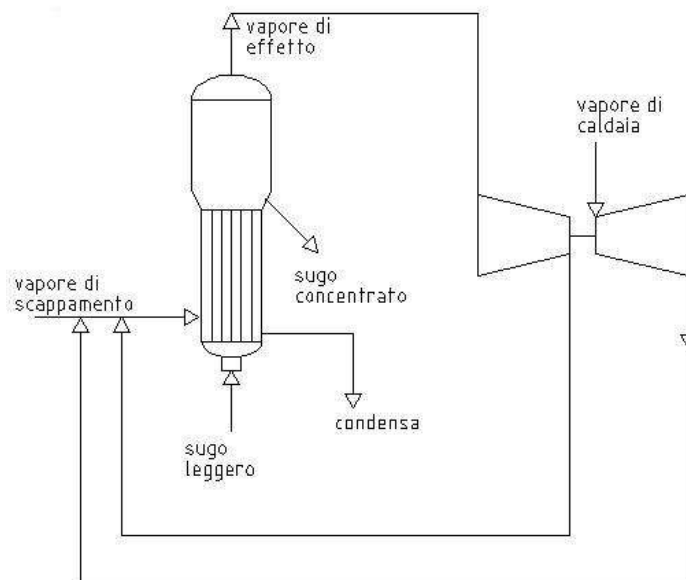 vapore di
effetto
vapore di
caldaia
sugo
concentrato
vapore di
scappamento
condensa
sugo
leggero